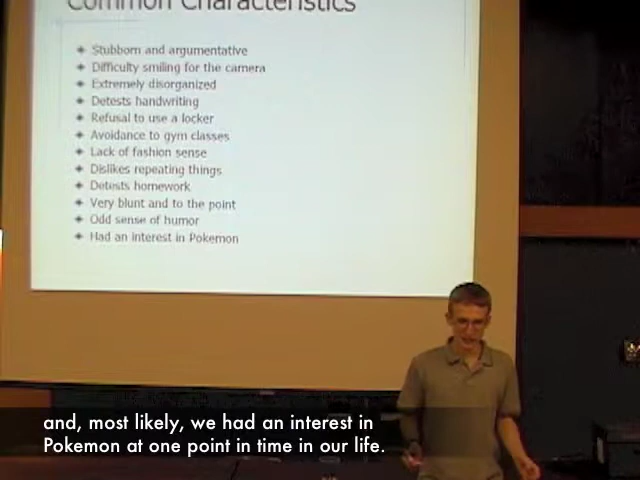 Common Characteristics
Stubborn and argumentative
Difficulty smiling for the camera
Extremely disorganized
Detests handwriting
Refusal to use a locker
Avoidance to gym classes
Lack of fashion sense
Dislikes repeating things
Detests homework
Very blunt and to the point
Odd sense of humor
Had an interest in Pokemon
and, most likely, we had an interest in
Pokemon at one point in time in our life.